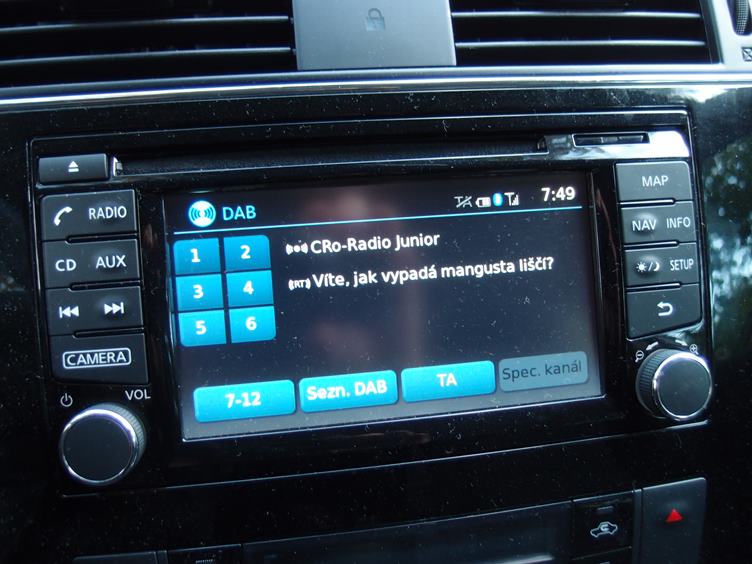 DAB
7:49
1 2
3 4
5 6
CRo-Radio Junior
(RT) Víte, jak vypadá mangusta liščí?
7-12
Sezn. DAB
TA
Spec. kanál
RADIO
CD AUX
CAMERA
VOL
MAP
NAV INFO
SETUP